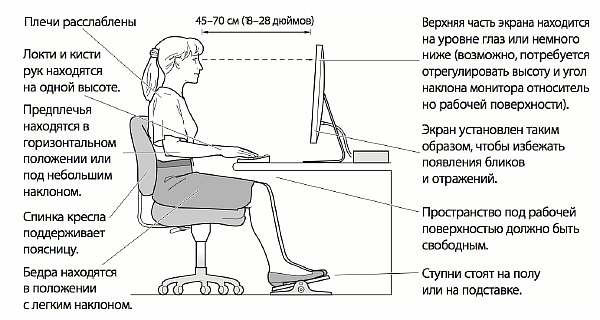 Плечи расслаблены
Локти и кисти
рук находятся
на одной высоте.
Предплечья
находятся в
горизонтальном
положении или
под небольшим
наклоном.
Спинка кресла
поддерживает
поясницу.
Бедра находятся
в положении
с легким наклоном.
45–70 см (18–28 дюймов)
Верхняя часть экрана находится
на уровне глаз или немного
ниже (возможно, потребуется
отрегулировать высоту и угол
наклона монитора относитель
но рабочей поверхности).
Экран установлен таким
образом, чтобы избежать
появления бликов
и отражений.
Пространство под рабочей
поверхностью должно быть
свободным.
Ступни стоят на полу
или на подставке.